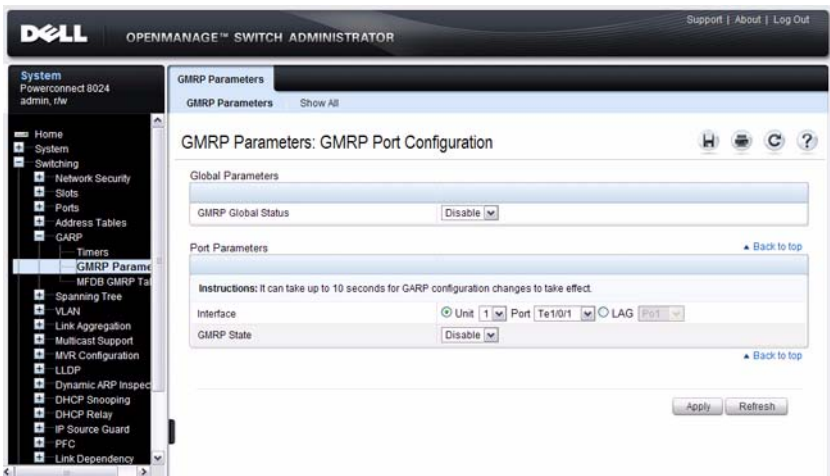 Support | About | Log Out
DELL OPENMANAGE™ SWITCH ADMINISTRATOR
System
Powerconnect 8024
admin, r/w
Home
System
Switching
Network Security
Slots
Ports
Address Tables
GARP
Timers
GMRP Parame
MFDB GMRP Tal
Spanning Tree
VLAN
Link Aggregation
Multicast Support
MVR Configuration
LLDP
Dynamic ARP Inspec
DHCP Snooping
DHCP Relay
IP Source Guard
PFC
Link Dependency
GMRP Parameters
GMRP Parameters Show All
GMRP Parameters: GMRP Port Configuration
Global Parameters
GMRP Global Status Disable
Port Parameters Back to top
Instructions: It can take up to 10 seconds for GARP configuration changes to take effect.
Interface Unit 1 Port Te1/0/1 LAG Po1
GMRP State Disable
Back to top
Apply Refresh